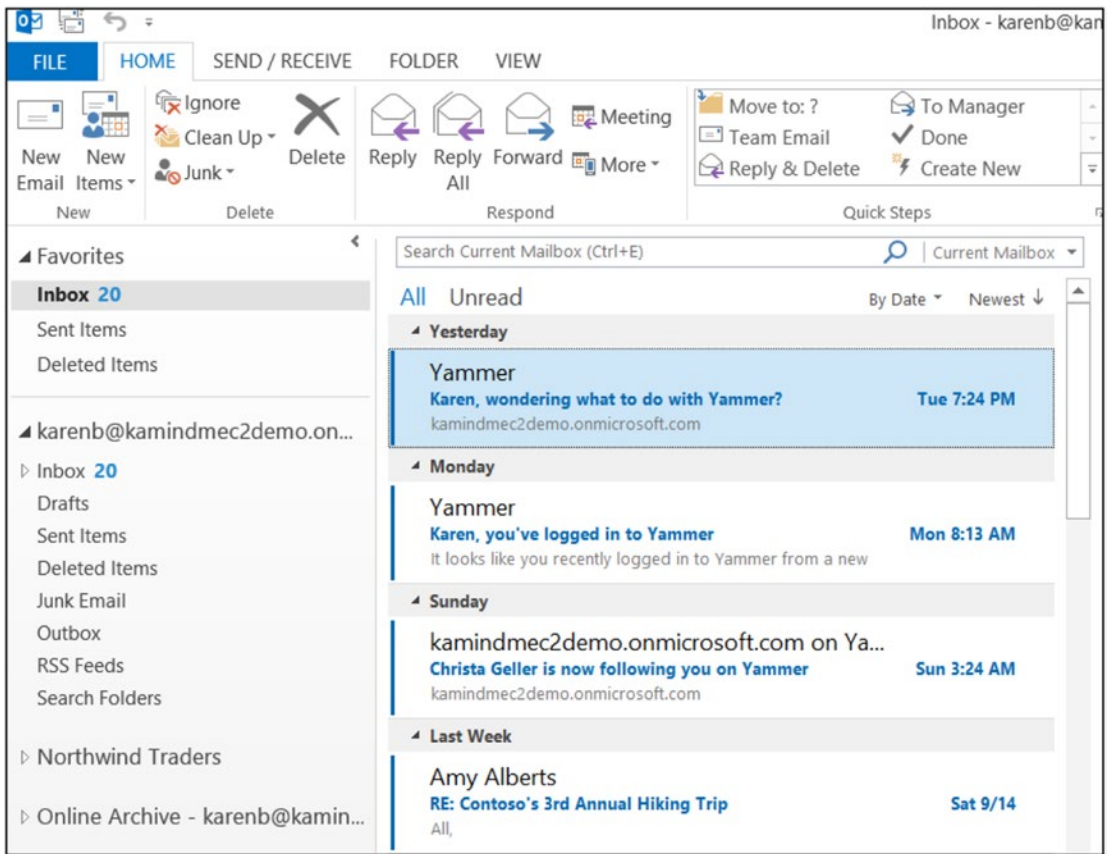 Inbox - karenb@kan
FILE HOME SEND / RECEIVE FOLDER VIEW
New Email
New Items
Ignore
Clean Up
Junk
Delete
Reply
Reply All
Forward
Meeting
More
Move to: ?
Team Email
Reply & Delete
To Manager
Done
Create New
New Delete Respond Quick Steps
Favorites
Inbox 20
Sent Items
Deleted Items
karenb@kamindmec2demo.on...
Inbox 20
Drafts
Sent Items
Deleted Items
Junk Email
Outbox
RSS Feeds
Search Folders
Northwind Traders
Online Archive - karenb@kamin...
Search Current Mailbox (Ctrl+E) Current Mailbox
All Unread By Date Newest
Yesterday
Yammer
Karen, wondering what to do with Yammer? Tue 7:24 PM
kamindmec2demo.onmicrosoft.com
Monday
Yammer
Karen, you've logged in to Yammer Mon 8:13 AM
It looks like you recently logged in to Yammer from a new
Sunday
kamindmec2demo.onmicrosoft.com on Ya...
Christa Geller is now following you on Yammer Sun 3:24 AM
kamindmec2demo.onmicrosoft.com
Last Week
Amy Alberts
RE: Contoso's 3rd Annual Hiking Trip Sat 9/14
All,